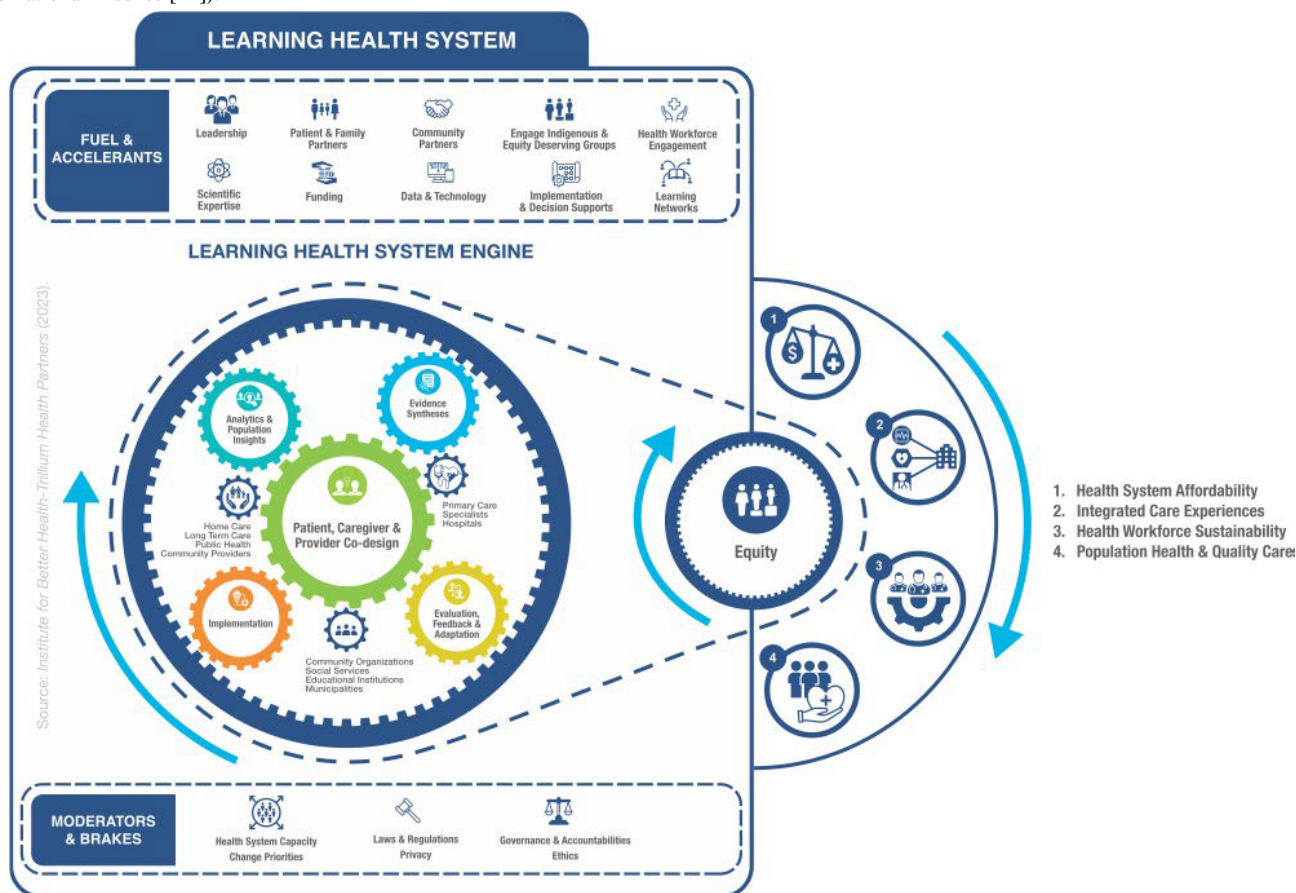 LEARNING HEALTH SYSTEM
FUEL &
ACCELERANTS
Leadership
Patient & Family
Partners
Community
Partners
Engage Indigenous &
Equity Deserving Groups
Health Workforce
Engagement
Scientific
Expertise
Funding
Data & Technology
Implementation
& Decision Supports
Learning
Networks
LEARNING HEALTH SYSTEM ENGINE
Source: Institute for Better Health-Trillium Health Partners (2023).
Analytics &
Population
Insights
Evidence
Syntheses
Patient, Caregiver &
Provider Co-design
Primary Care
Specialists
Hospitals
Home Care
Long Term Care
Public Health
Community Providers
Implementation
Evaluation,
Feedback &
Adaptation
Community Organizations
Social Services
Educational Institutions
Municipalities
Equity
1
$
2
3
4
1. Health System Affordability
2. Integrated Care Experiences
3. Health Workforce Sustainability
4. Population Health & Quality Care
MODERATORS
& BRAKES
Health System Capacity
Change Priorities
Laws & Regulations
Privacy
Governance & Accountabilities
Ethics